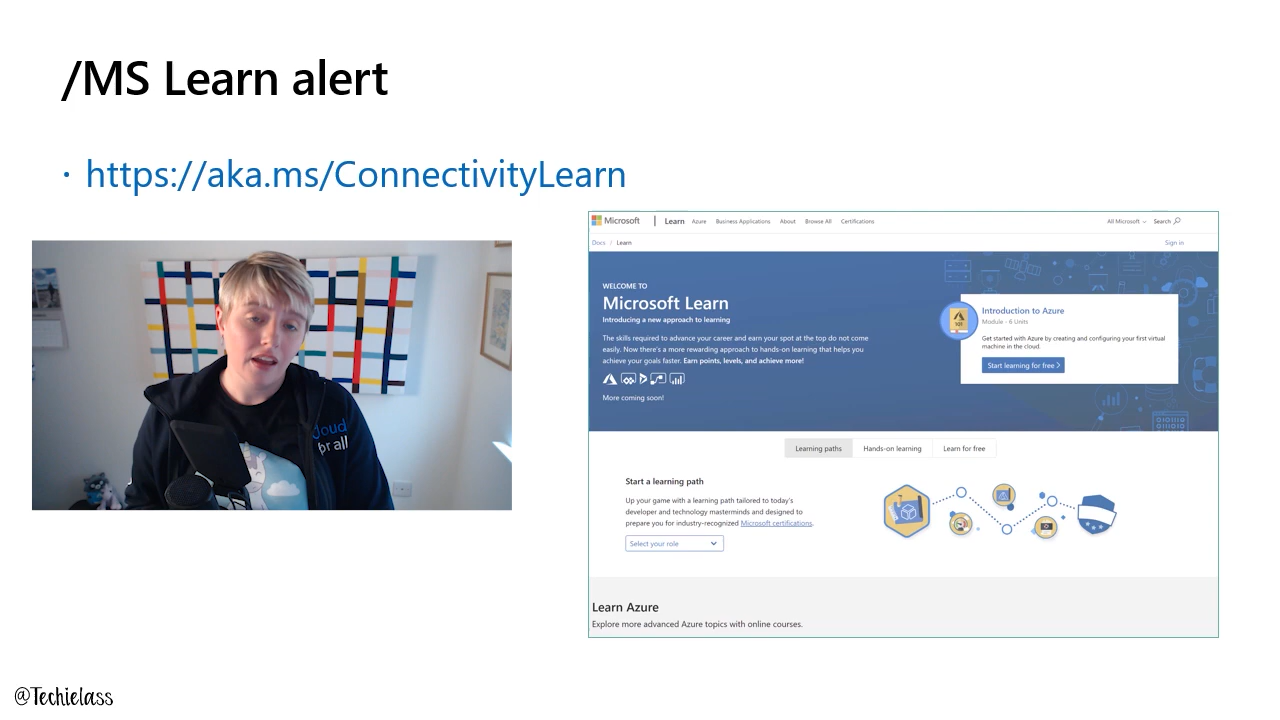 /MS Learn alert
· https://aka.ms/ConnectivityLearn
Microsoft | Learn Azure Business Applications About Browse All Certifications All Microsoft Search
Docs / Learn Sign in
WELCOME TO
Microsoft Learn
Introducing a new approach to learning
The skills required to advance your career and earn your spot at the top do not come
easily. Now there's a more rewarding approach to hands-on learning that helps you
achieve your goals faster. Earn points, levels, and achieve more!
More coming soon!
Introduction to Azure
Module - 6 Units
Get started with Azure by creating and configuring your first virtual
machine in the cloud.
Start learning for free >
Learning paths Hands-on learning Learn for free
Start a learning path
Up your game with a learning path tailored to today's
developer and technology masterminds and designed to
prepare you for industry-recognized Microsoft certifications.
Select your role
Learn Azure
Explore more advanced Azure topics with online courses.
for all
@Techielass